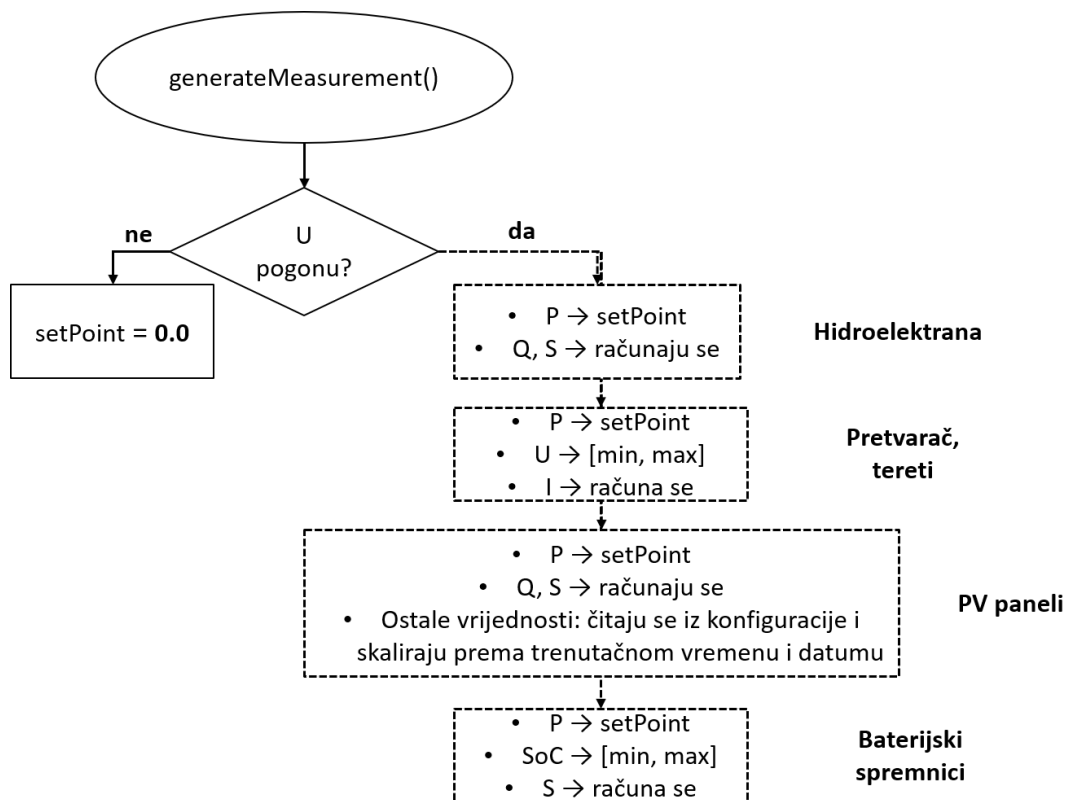 generateMeasurement()
U
pogonu?
ne
da
setPoint = 0.0
• P → setPoint
• Q, S → računaju se
Hidroelektrana
• P → setPoint
• U → [min, max]
• I → računa se
Pretvarač,
tereti
• P → setPoint
• Q, S → računaju se
• Ostale vrijednosti: čitaju se iz konfiguracije i
skaliraju prema trenutačnom vremenu i datumu
PV paneli
• P → setPoint
• SoC → [min, max]
• S → računa se
Baterijski
spremnici